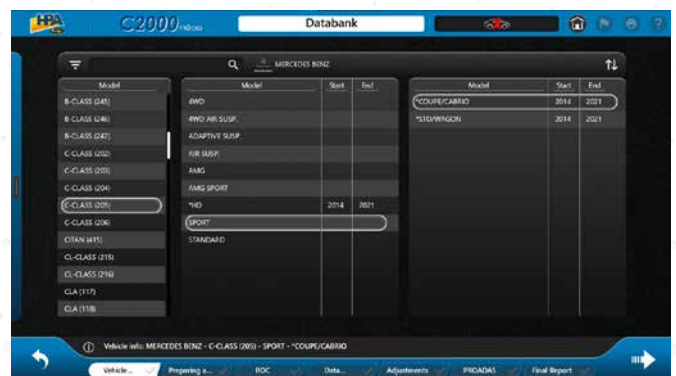 HPA
C2000
Databank
MERCEDES BENZ
Model
B-CLASS (245)
B-CLASS (246)
B-CLASS (247)
C-CLASS (202)
C-CLASS (203)
C-CLASS (204)
C-CLASS (205)
C-CLASS (206)
CITAN (415)
CL-CLASS (215)
CL-CLASS (216)
CLA (117)
CLA (118)
Model Start End
4WD
4WD AIR SUSP.
ADAPTIVE SUSP.
AIR SUSP.
AMG
AMG SPORT
*HD 2014 2021
SPORT
STANDARD
Model Start End
*COUPE/CABRIO 2014 2021
*STD/WAGON 2014 2021
Vehicle info: MERCEDES BENZ - C-CLASS (205) - SPORT - *COUPE/CABRIO
Vehicle... Preparing a... ROC Data... Adjustments PROADAS Final Report